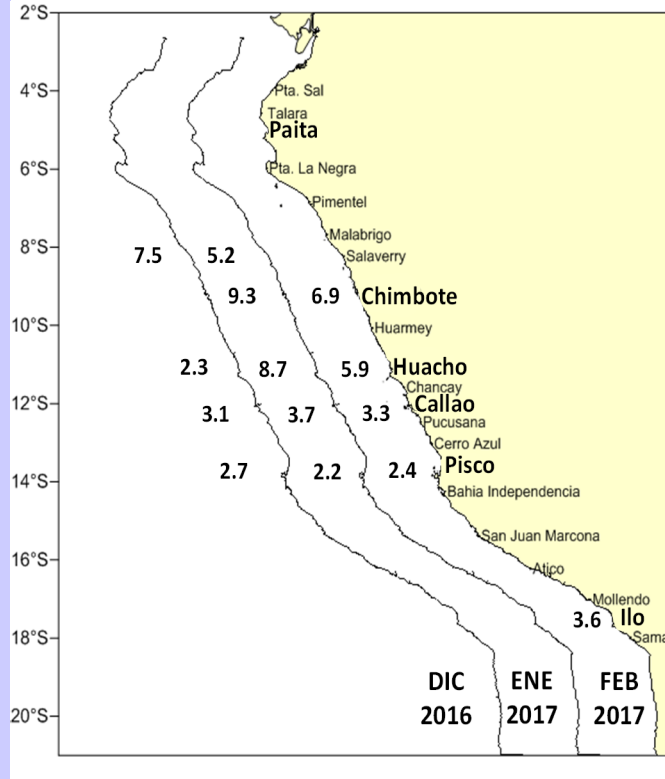 2°S
4°S
Pta. Sal
Talara
Paita
6°S
Pta. La Negra
Pimentel
Malabrigo
8°S
7.5 5.2 Salaverry
9.3 6.9 Chimbote
10°S
Huarmey
2.3 8.7 5.9 Huacho
Chancay
12°S
Callao
3.1 3.7 3.3
Pucusana
Cerro Azul
2.7 2.2 2.4 Pisco
14°S
Bahia Independencia
San Juan Marcona
16°S
Atico
Mollendo
3.6 Ilo
18°S
Sama
DIC ENE FEB
20°S 2016 2017 2017